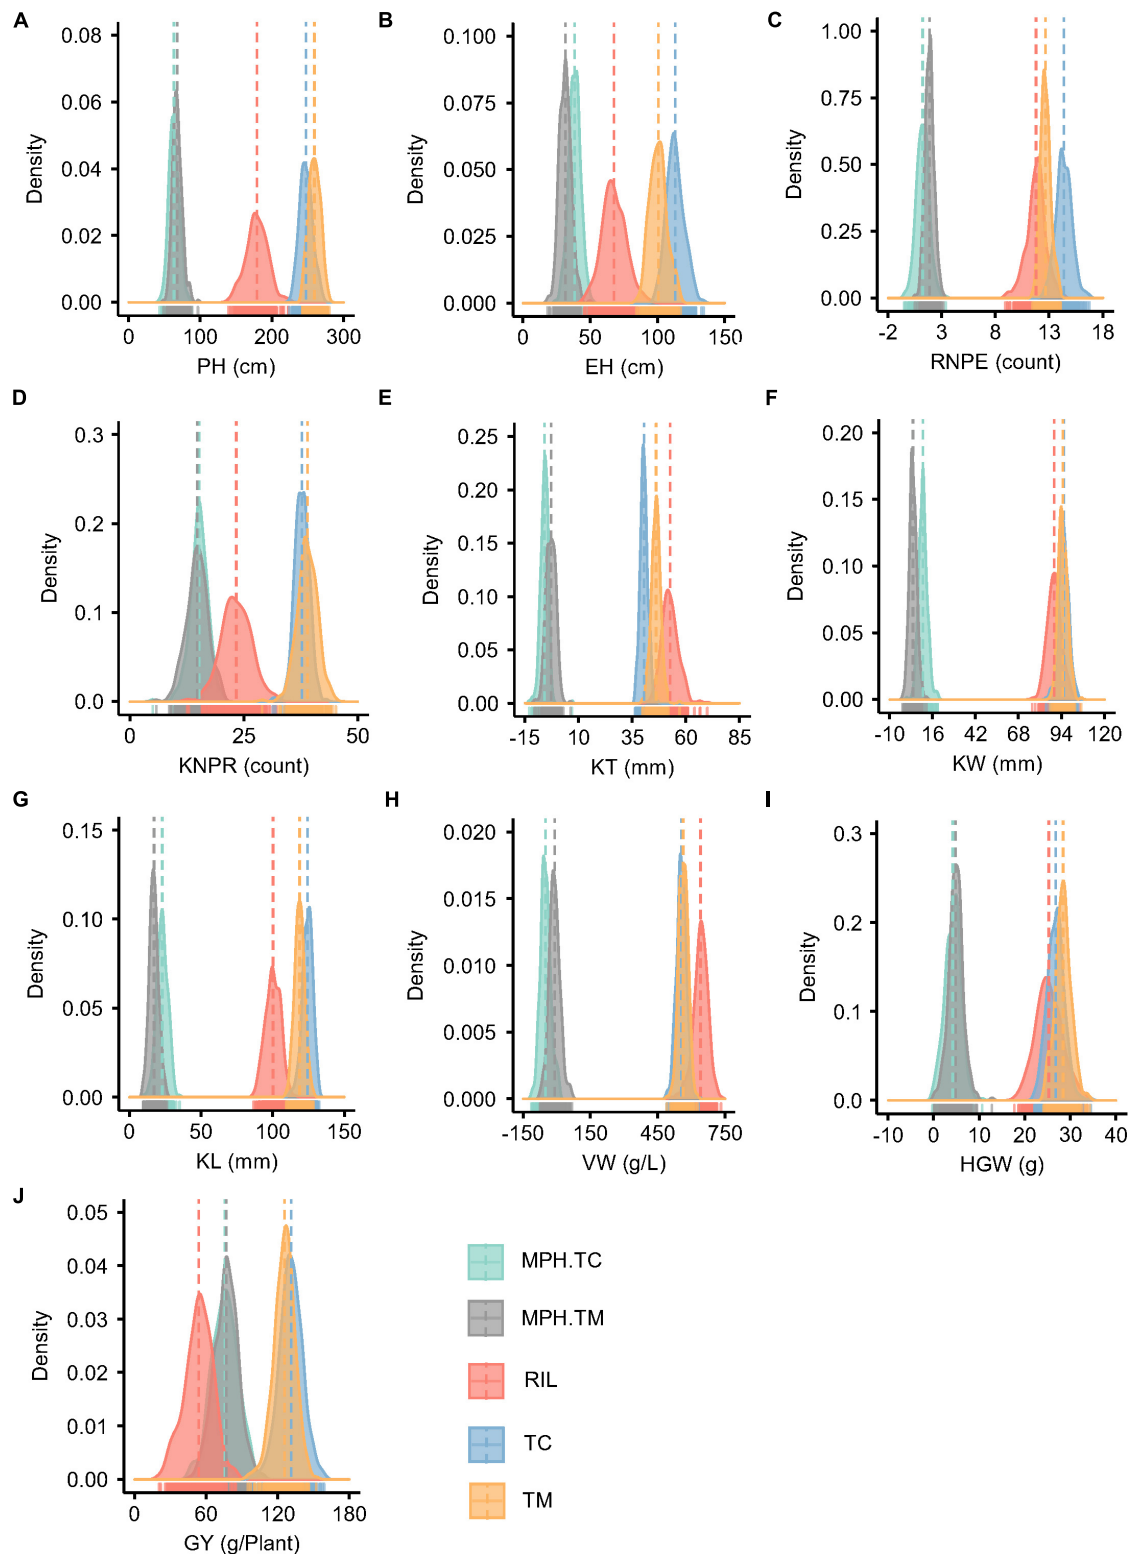 A
B
C
0.08
0.06
0.04
0.02
0.00
Density
0 100 200 300
PH (cm)
0.100
0.075
0.050
0.025
0.000
Density
0 50 100 150
EH (cm)
1.00
0.75
0.50
0.25
0.00
Density
-2 3 8 13 18
RNPE (count)
D
E
F
0.3
0.2
0.1
0.0
Density
0 25 50
KNPR (count)
0.25
0.20
0.15
0.10
0.05
0.00
Density
-15 10 35 60 85
KT (mm)
0.20
0.15
0.10
0.05
0.00
Density
-10 16 42 68 94 120
KW (mm)
G
H
I
0.15
0.10
0.05
0.00
Density
0 50 100 150
KL (mm)
0.020
0.015
0.010
0.005
0.000
Density
-150 150 450 750
VW (g/L)
0.3
0.2
0.1
0.0
Density
-10 0 10 20 30 40
HGW (g)
J
0.05
0.04
0.03
0.02
0.01
0.00
Density
0 60 120 180
GY (g/Plant)
MPH.TC
MPH.TM
RIL
TC
TM